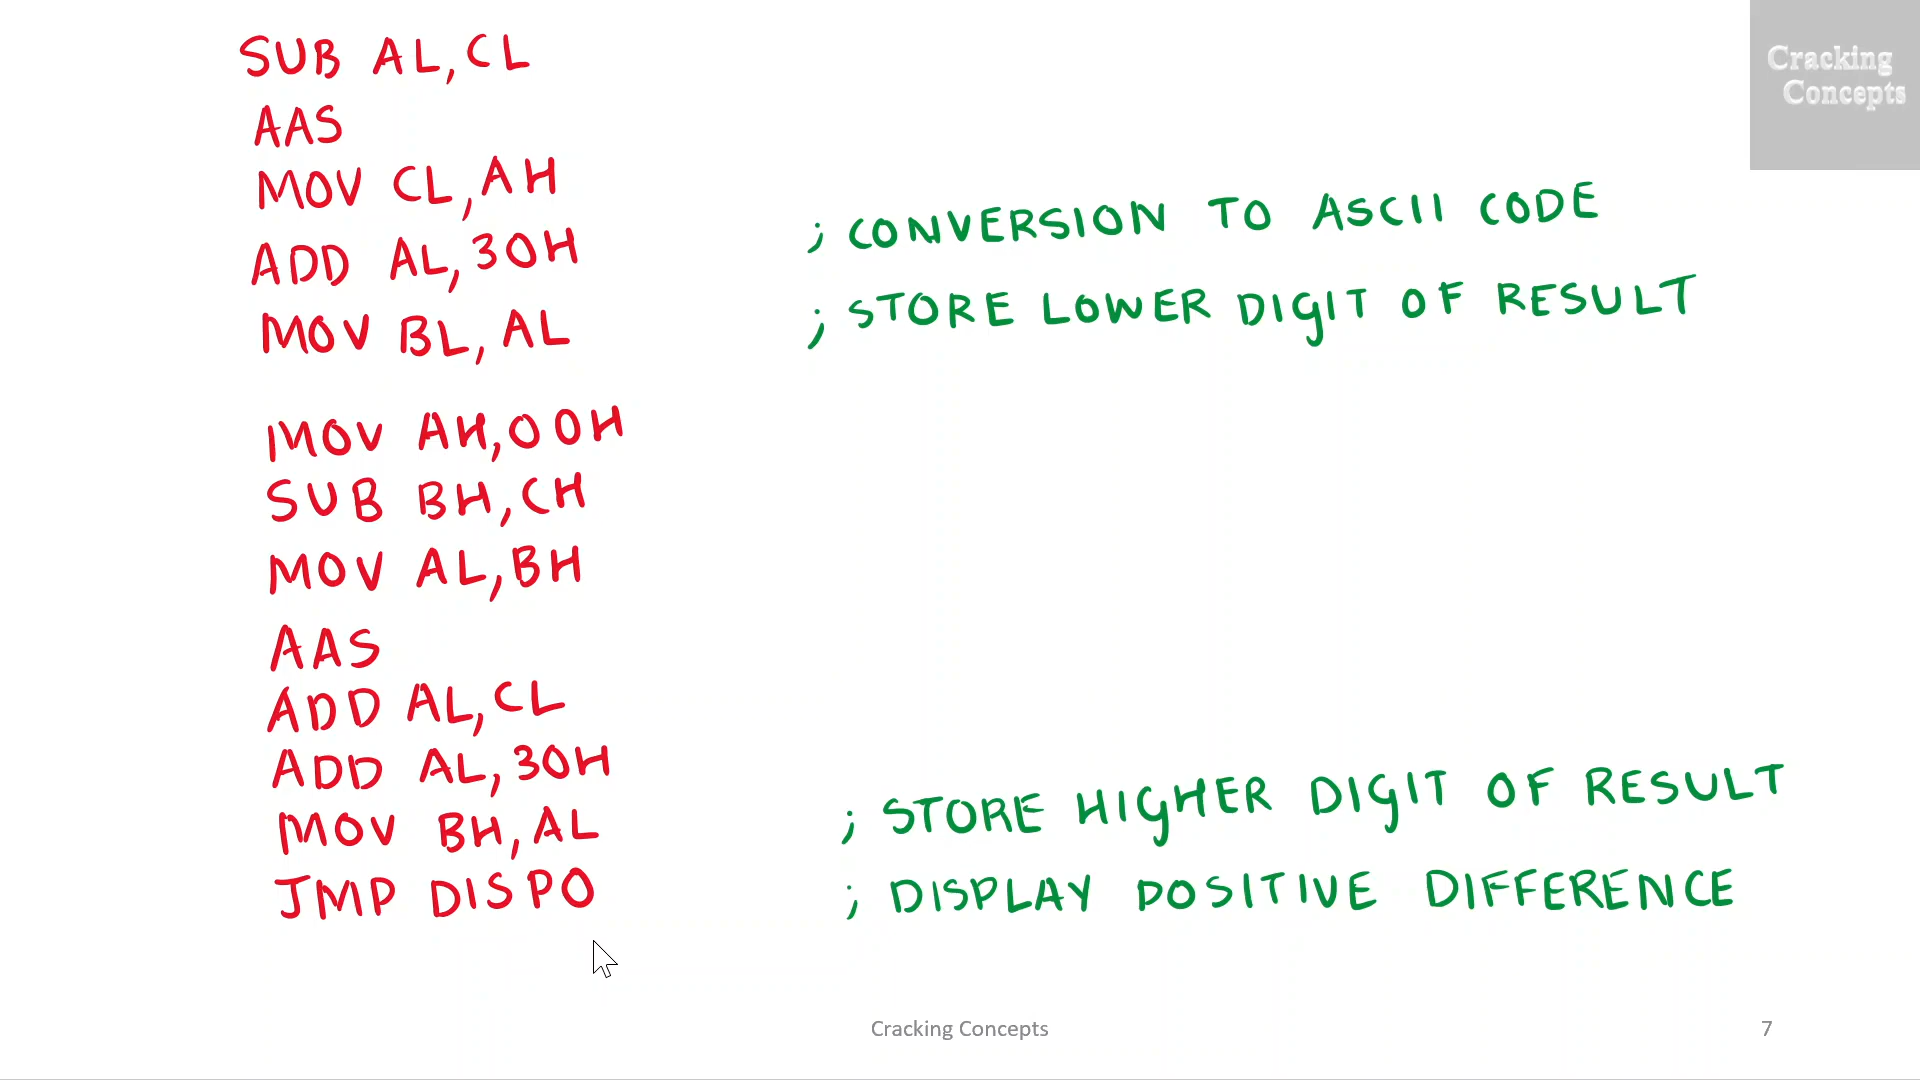 SUB AL,CL
AAS
MOV CL,AH
ADD AL,30H ; CONVERSION TO ASCII CODE
MOV BL,AL ; STORE LOWER DIGIT OF RESULT
MOV AH,00H
SUB BH,CH
MOV AL,BH
AAS
ADD AL,CL
ADD AL,30H
MOV BH,AL ; STORE HIGHER DIGIT OF RESULT
JMP DISPO ; DISPLAY POSITIVE DIFFERENCE
Cracking
Concepts
Cracking Concepts 7